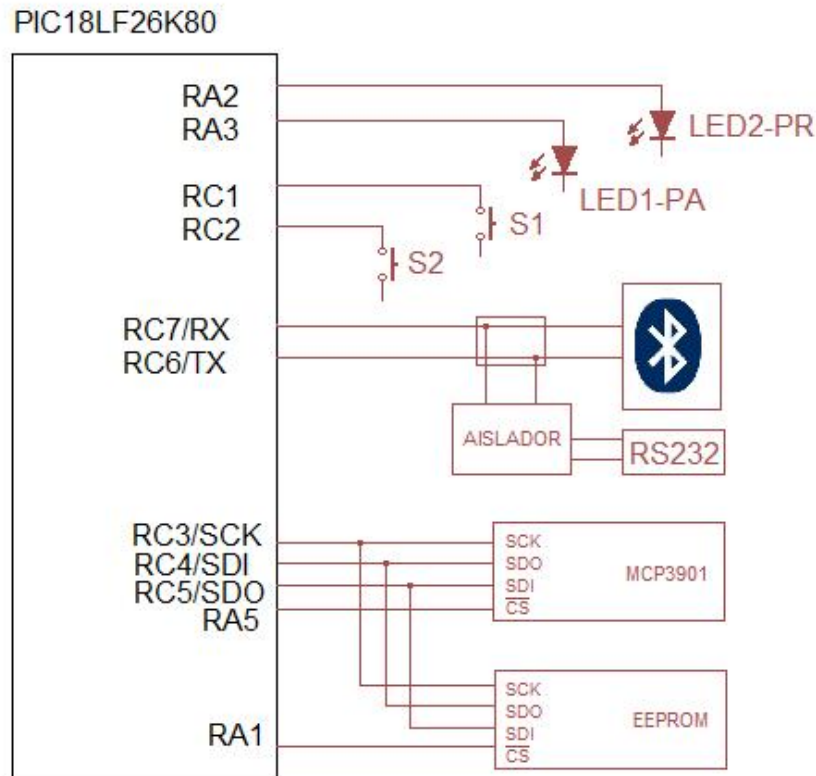 PIC18LF26K80
RA2
RA3
LED2-PR
LED1-PA
RC1
RC2
S1
S2
RC7/RX
RC6/TX
AISLADOR
RS232
RC3/SCK
RC4/SDI
RC5/SDO
RA5
SCK
SDO
SDI
CS
MCP3901
RA1
SCK
SDO
SDI
CS
EEPROM